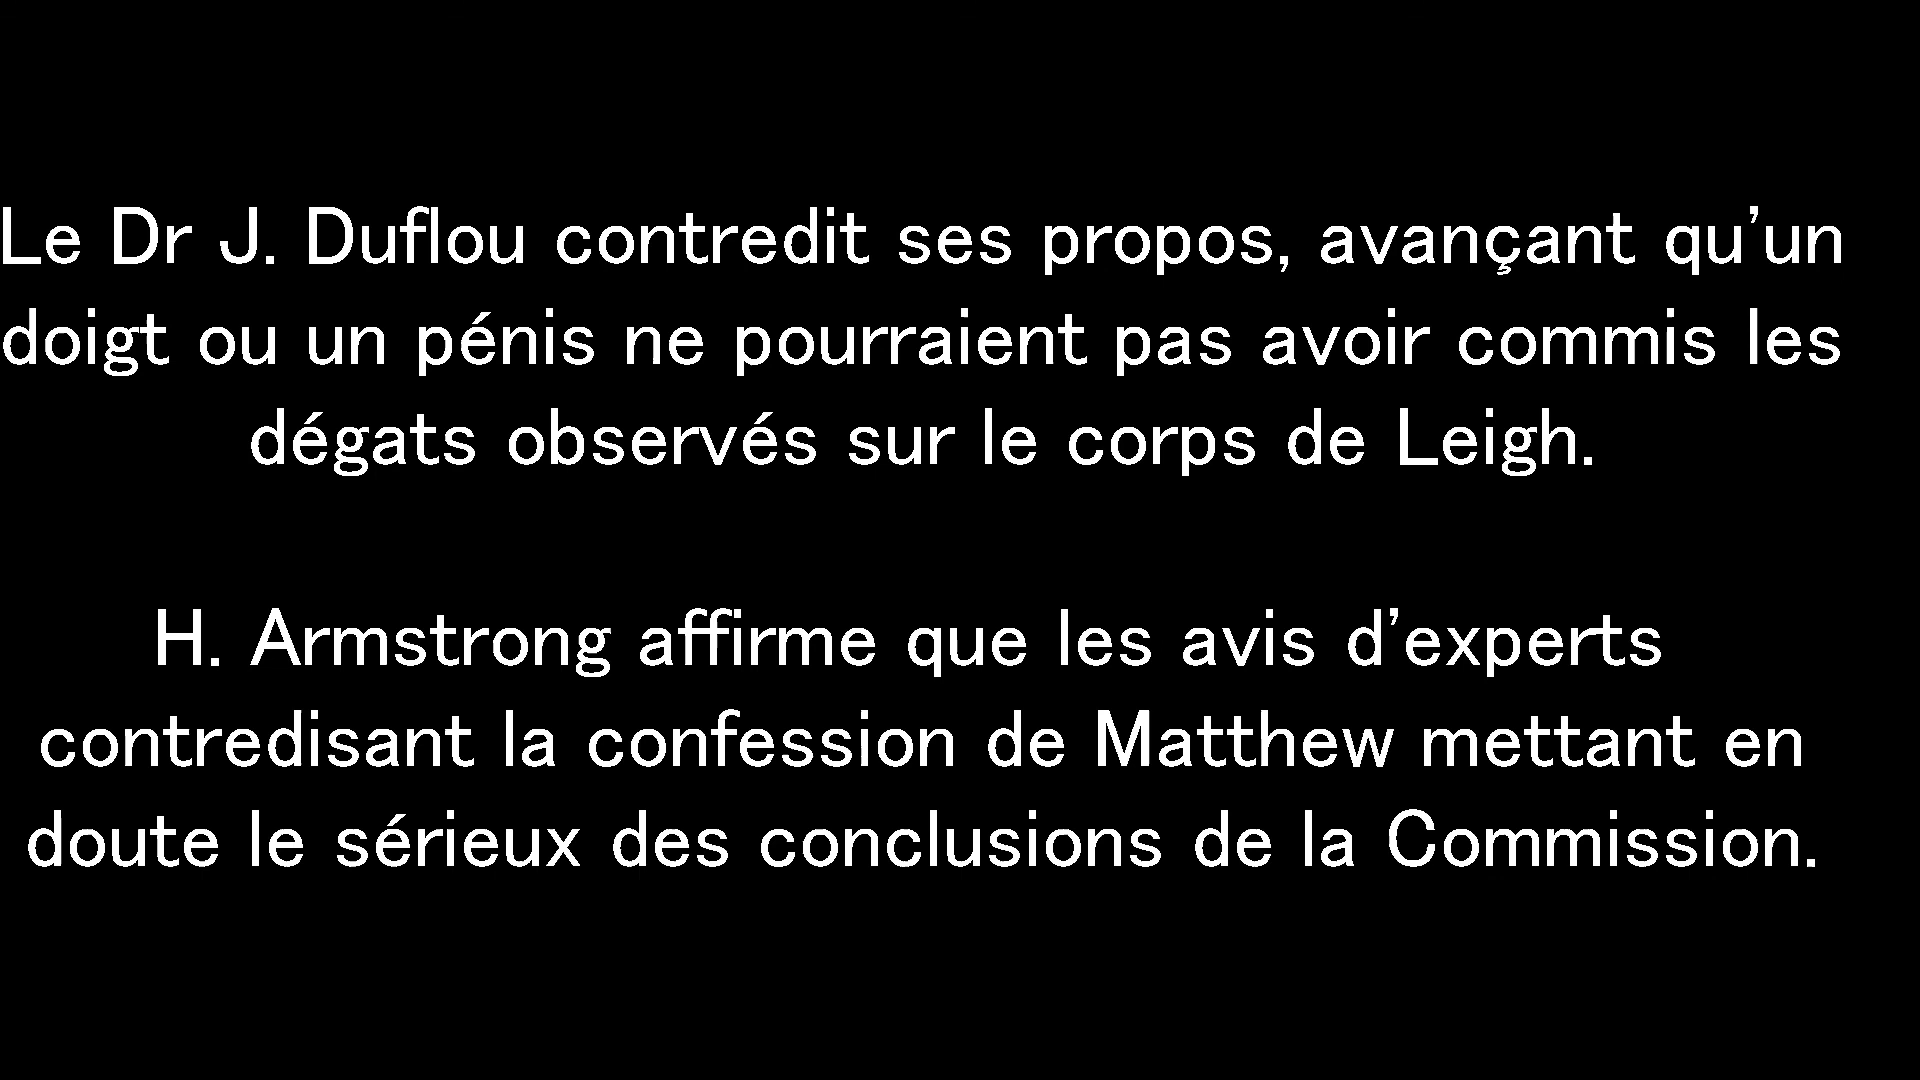 Le Dr J. Duflou contredit ses propos, avançant qu’un
doigt ou un pénis ne pourraient pas avoir commis les
dégats observés sur le corps de Leigh.
H. Armstrong affirme que les avis d’experts
contredisant la confession de Matthew mettant en
doute le sérieux des conclusions de la Commission.